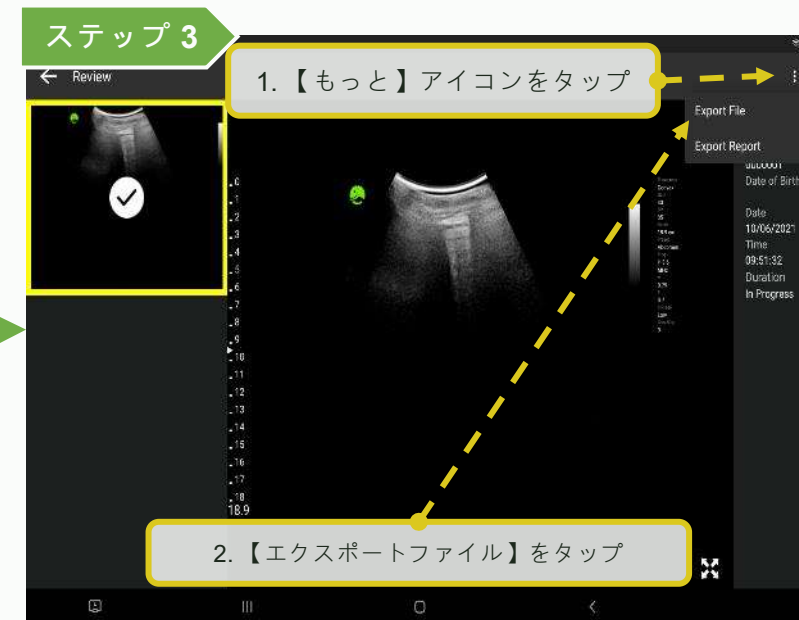 ステップ 3
Review
1. 【もっと】アイコンをタップ
Export File
Export Report
Date of Birth
Date
10/06/2021
Time
09:51:32
Duration
In Progress
.0
.1
.2
.3
.4
.5
.6
.7
.8
.9
.10
.11
.12
.13
.14
.15
.16
.17
.18
18.9
2. 【エクスポートファイル】をタップ